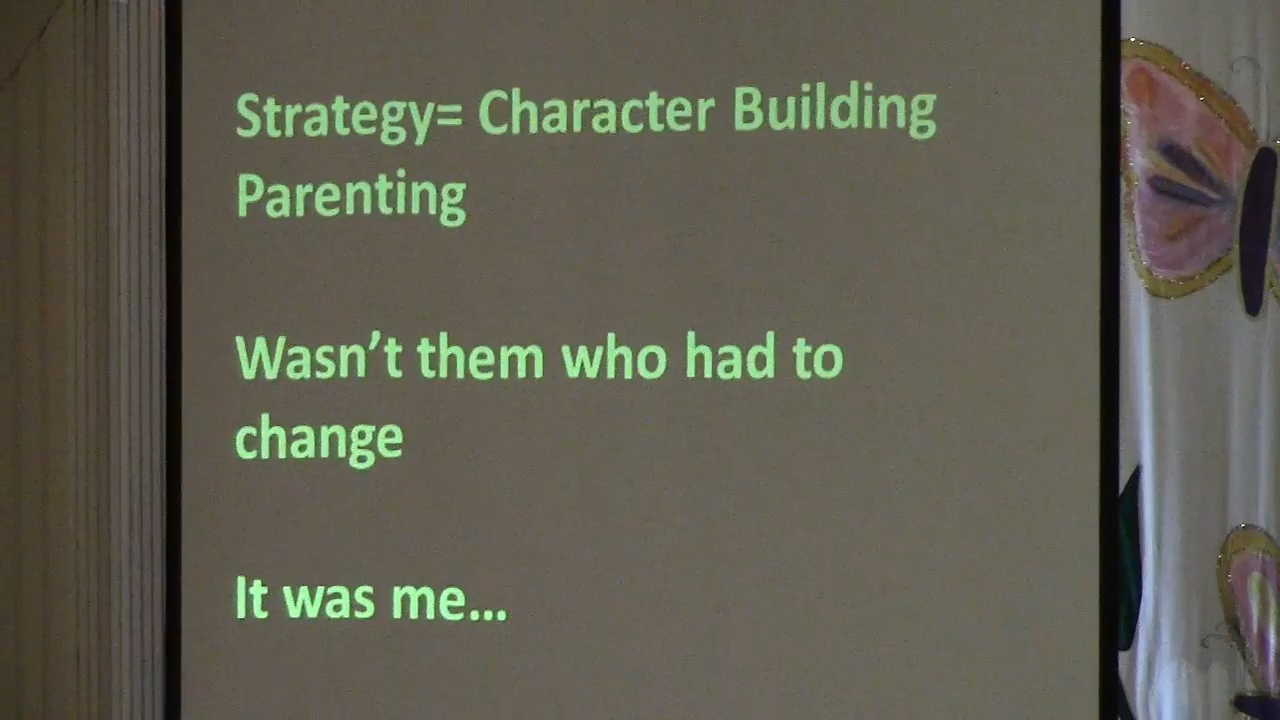 Strategy= Character Building
Parenting
Wasn’t them who had to
change
It was me...